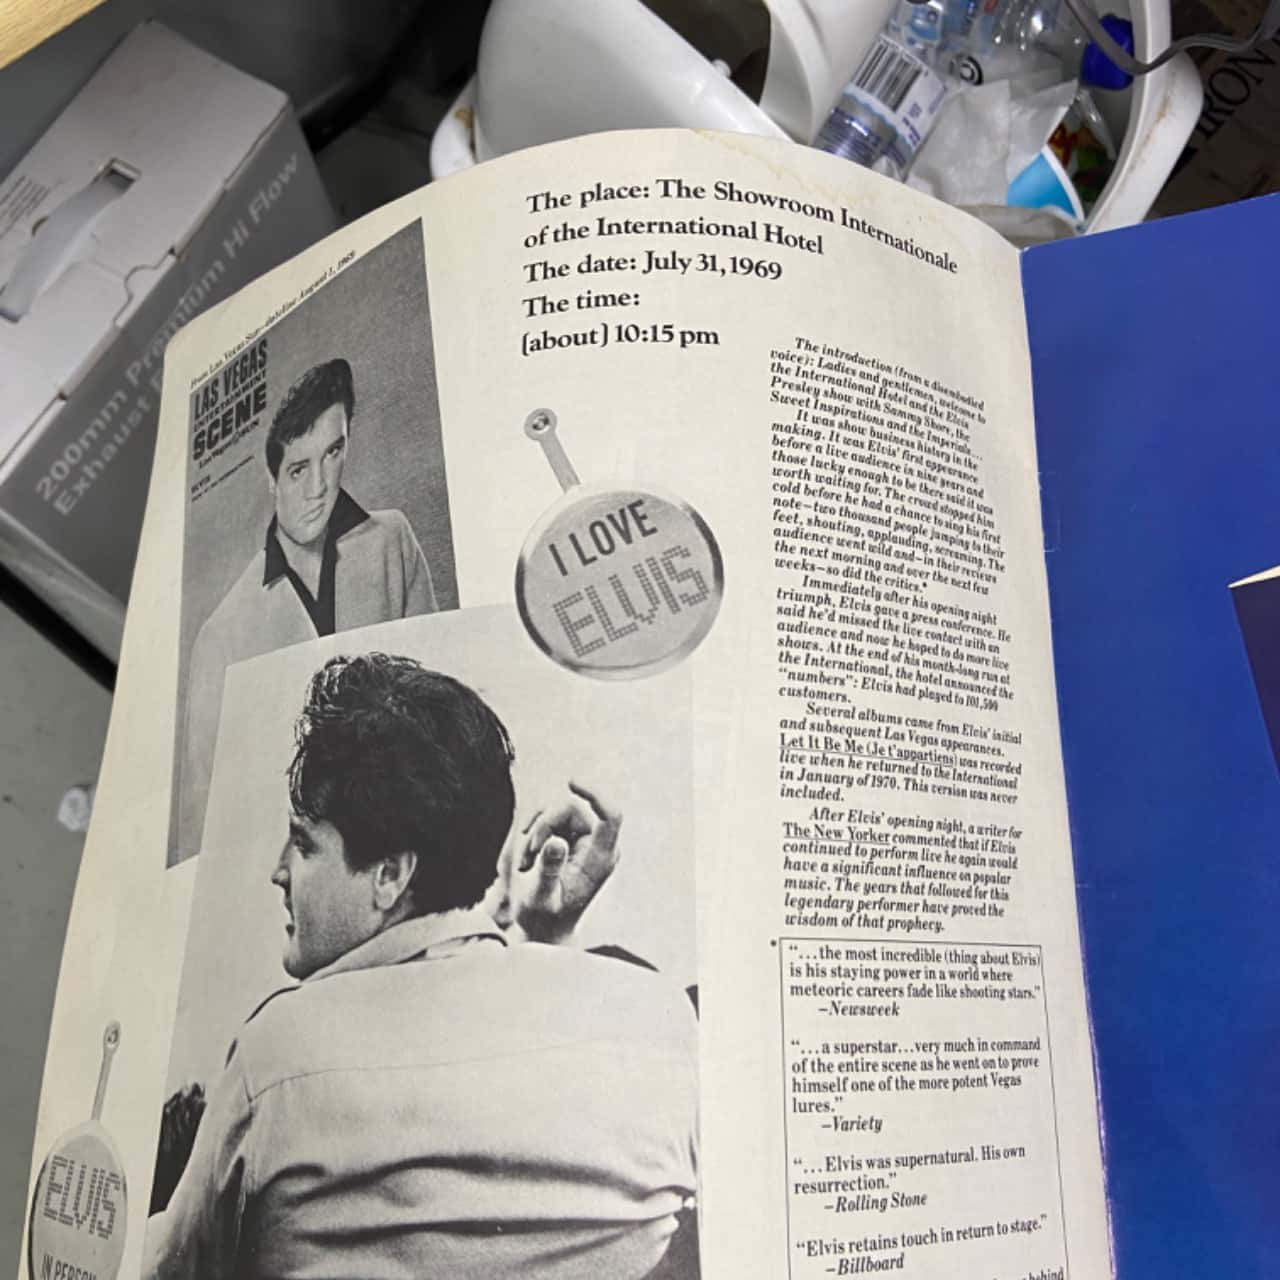 200mm Premium Hi Flow
Exhaust
IRON
From Las Vegas Star—dateline August 1, 1969
LAS VEGAS
ENTERTAINMENT
SCENE
ELVIS
The place: The Showroom Internationale
of the International Hotel
The date: July 31, 1969
The time:
(about) 10:15 pm
I LOVE
ELVIS
ELVIS
IN PERSON
The introduction (from a disembodied
voice): Ladies and gentlemen, welcome to
the International Hotel and the Elvis
Presley show with Sammy Shore, the
Sweet Inspirations and the Imperials...
It was show business history in the
making. It was Elvis' first appearance
before a live audience in nine years and
those lucky enough to be there said it was
worth waiting for. The crowd stopped him
cold before he had a chance to sing his first
note—two thousand people jumping to their
feet, shouting, applauding, screaming. The
audience went wild and—in their reviews
the next morning and over the next few
weeks—so did the critics.*
Immediately after his opening night
triumph, Elvis gave a press conference. He
said he'd missed the live contact with an
audience and now he hoped to do more live
shows. At the end of his month-long run at
the International, the hotel announced the
"numbers": Elvis had played to 101,500
customers.
Several albums came from Elvis' initial
and subsequent Las Vegas appearances.
Let It Be Me (Je t'appartiens) was recorded
live when he returned to the International
in January of 1970. This version was never
included.
After Elvis' opening night, a writer for
The New Yorker commented that if Elvis
continued to perform live he again would
have a significant influence on popular
music. The years that followed for this
legendary performer have proved the
wisdom of that prophecy.
* "...the most incredible (thing about Elvis)
is his staying power in a world where
meteoric careers fade like shooting stars."
—Newsweek
"...a superstar...very much in command
of the entire scene as he went on to prove
himself one of the more potent Vegas
lures."
—Variety
"...Elvis was supernatural. His own
resurrection."
—Rolling Stone
"Elvis retains touch in return to stage."
—Billboard
behind